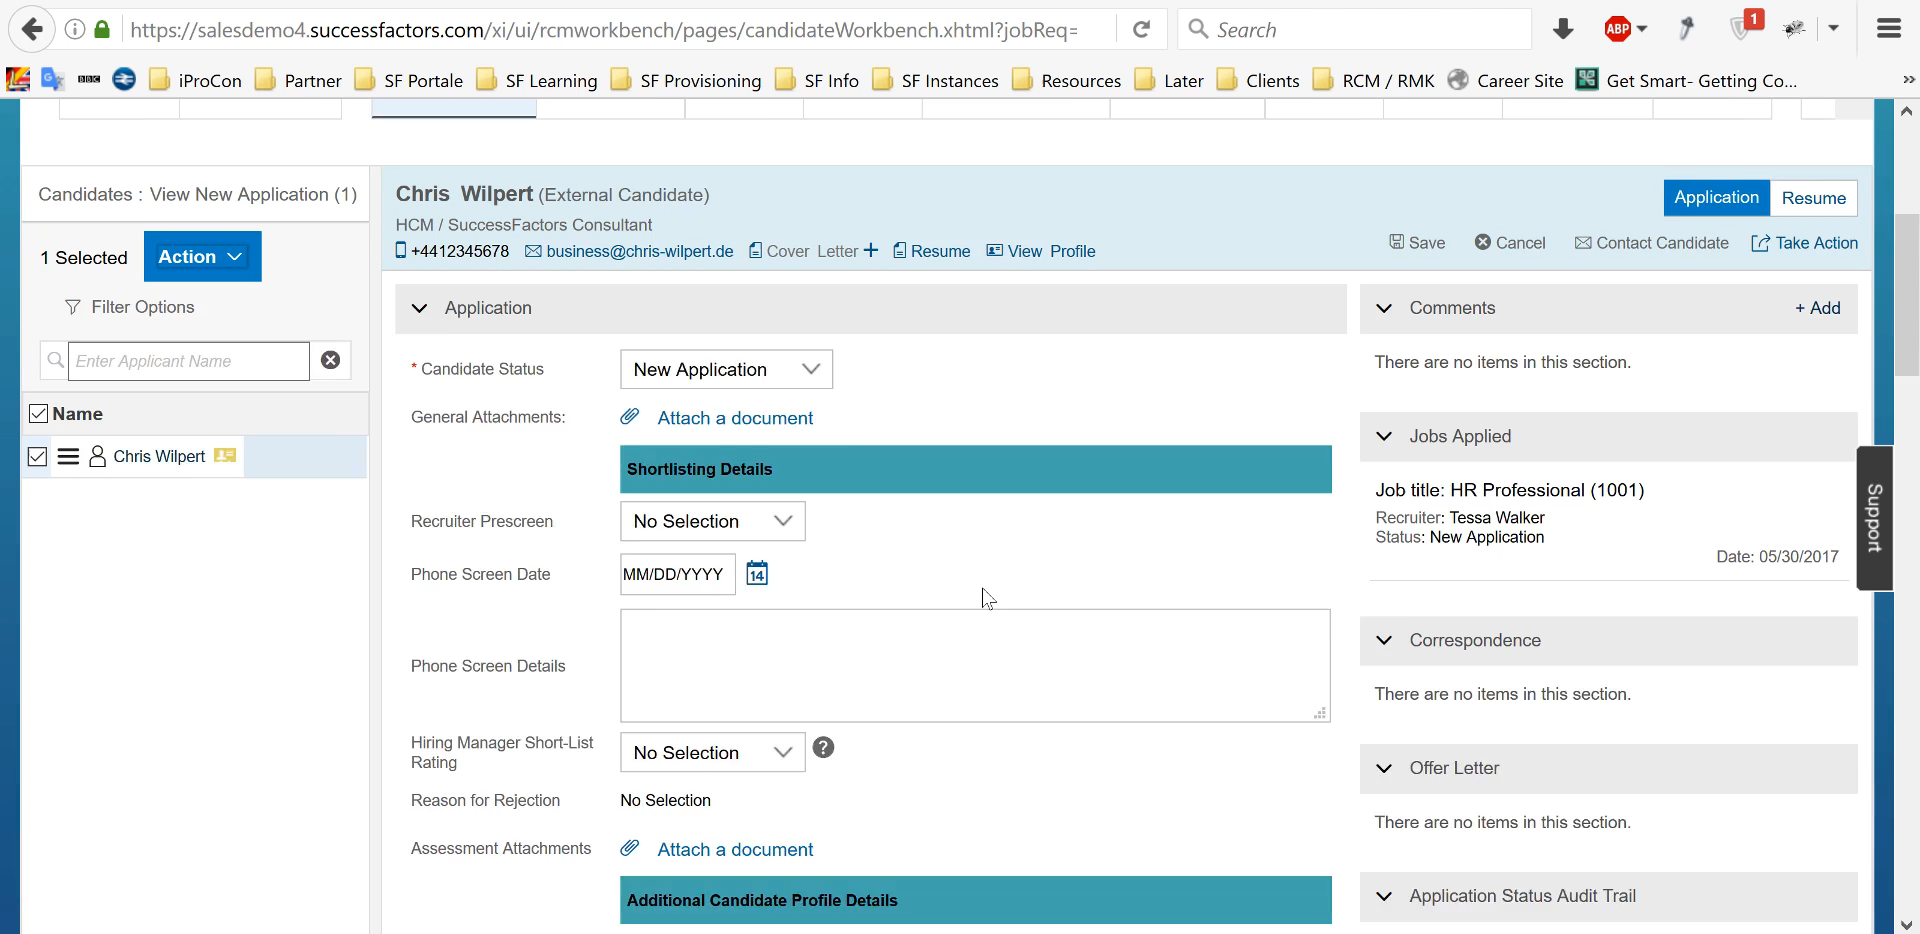 https://salesdemo4.successfactors.com/xi/ui/rcmworkbench/pages/candidateWorkbench.xhtml?jobReq=
Search
ABP
1
BBC
iProCon
Partner
SF Portale
SF Learning
SF Provisioning
SF Info
SF Instances
Resources
Later
Clients
RCM / RMK
Career Site
Get Smart- Getting Co...
Candidates : View New Application (1)
1 Selected
Action
Filter Options
Enter Applicant Name
Name
Chris Wilpert
Chris Wilpert (External Candidate)
HCM / SuccessFactors Consultant
+4412345678 business@chris-wilpert.de Cover Letter Resume View Profile
Application
Resume
Save
Cancel
Contact Candidate
Take Action
Application
* Candidate Status
New Application
General Attachments:
Attach a document
Shortlisting Details
Recruiter Prescreen
No Selection
Phone Screen Date
MM/DD/YYYY
14
Phone Screen Details
Hiring Manager Short-List
Rating
No Selection
?
Reason for Rejection
No Selection
Assessment Attachments
Attach a document
Additional Candidate Profile Details
Comments
+ Add
There are no items in this section.
Jobs Applied
Job title: HR Professional (1001)
Recruiter: Tessa Walker
Status: New Application
Date: 05/30/2017
Correspondence
There are no items in this section.
Offer Letter
There are no items in this section.
Application Status Audit Trail
Support